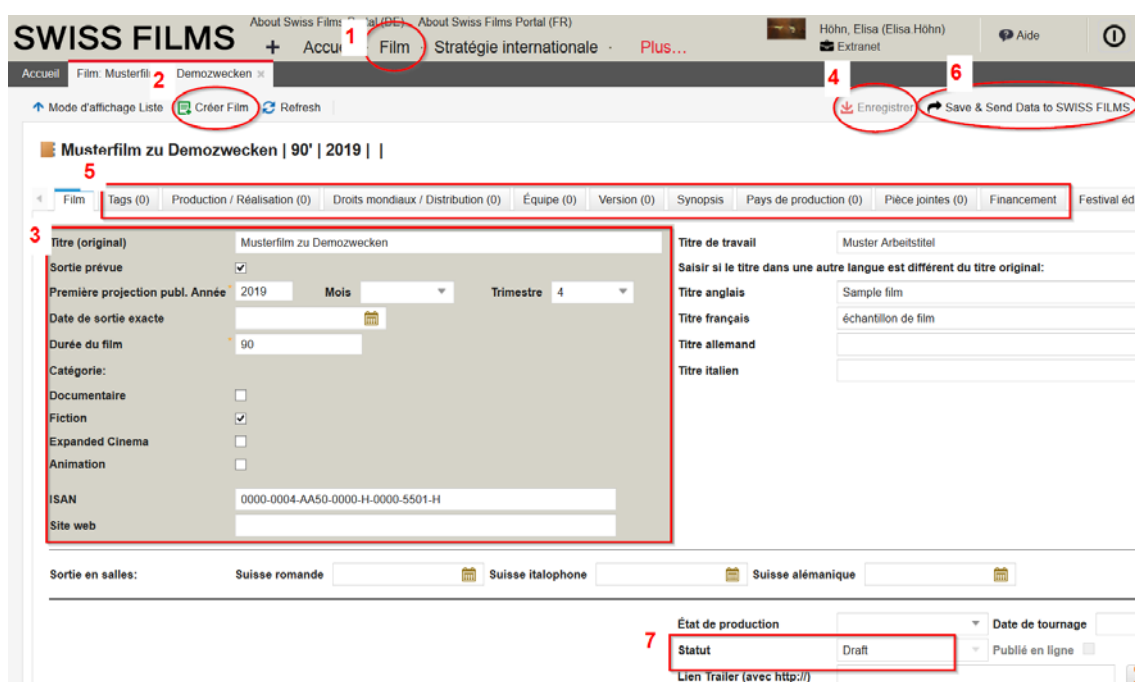 About Swiss Films Portal (DE) About Swiss Films Portal (FR)
SWISS FILMS + Accu 1 Film · Stratégie internationale · Plus...
Höhn, Elisa (Elisa.Höhn)
Extranet
Aide
Accueil Film: Musterfil Demozwecken ×
2 4 6
Mode d'affichage Liste Créer Film Refresh Enregistrer Save & Send Data to SWISS FILMS
Musterfilm zu Demozwecken | 90' | 2019 | |
5
Film Tags (0) Production / Réalisation (0) Droits mondiaux / Distribution (0) Équipe (0) Version (0) Synopsis Pays de production (0) Pièce jointes (0) Financement Festival éd
3
Titre (original) Musterfilm zu Demozwecken Titre de travail Muster Arbeitstitel
Sortie prévue Saisir si le titre dans une autre langue est différent du titre original:
Première projection publ. Année * 2019 Mois Trimestre 4 Titre anglais Sample film
Date de sortie exacte Titre français échantillon de film
Durée du film * 90 Titre allemand
Catégorie: Titre italien
Documentaire
Fiction
Expanded Cinema
Animation
ISAN 0000-0004-AA50-0000-H-0000-5501-H
Site web
Sortie en salles: Suisse romande Suisse italophone Suisse alémanique
État de production Date de tournage
7 Statut Draft Publié en ligne
Lien Trailer (avec http://)